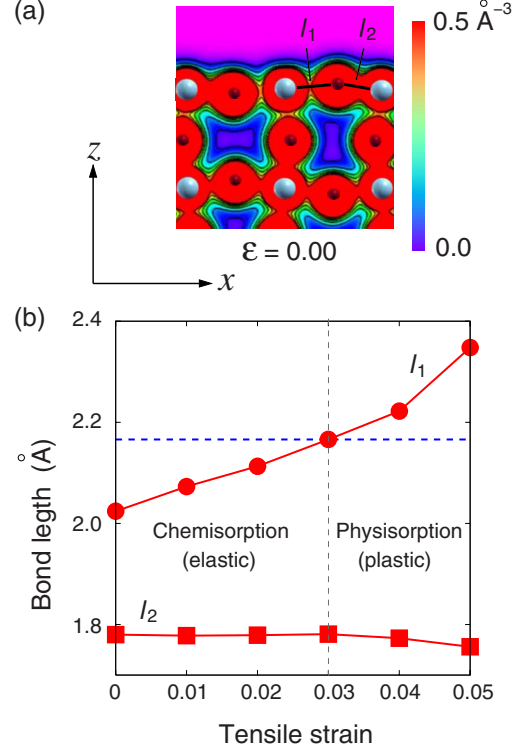 (a)
l1
l2
0.5 Å−3
0.0
z
x
ε = 0.00
(b)
2.4
2.2
2.0
1.8
Bond legth (Å)
l1
Chemisorption
(elastic)
Physisorption
(plastic)
l2
0 0.01 0.02 0.03 0.04 0.05
Tensile strain